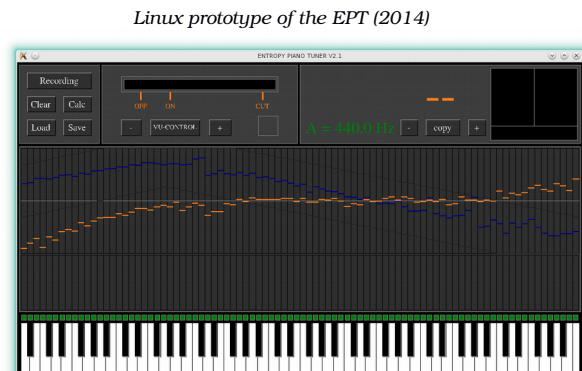 Linux prototype of the EPT (2014)
ENTROPY PIANO TUNER V2.1
Recording
Clear Calc
Load Save
OFF ON CUT
- VU-CONTROL +
A = 440.0 Hz - copy +